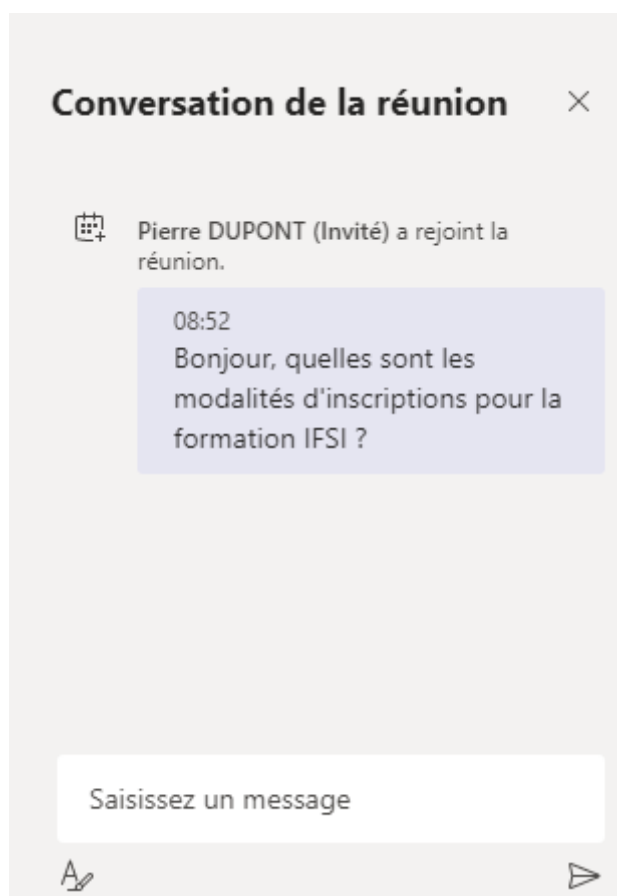 Conversation de la réunion
Pierre DUPONT (Invité) a rejoint la
réunion.
08:52
Bonjour, quelles sont les
modalités d'inscriptions pour la
formation IFSI ?
Saisissez un message